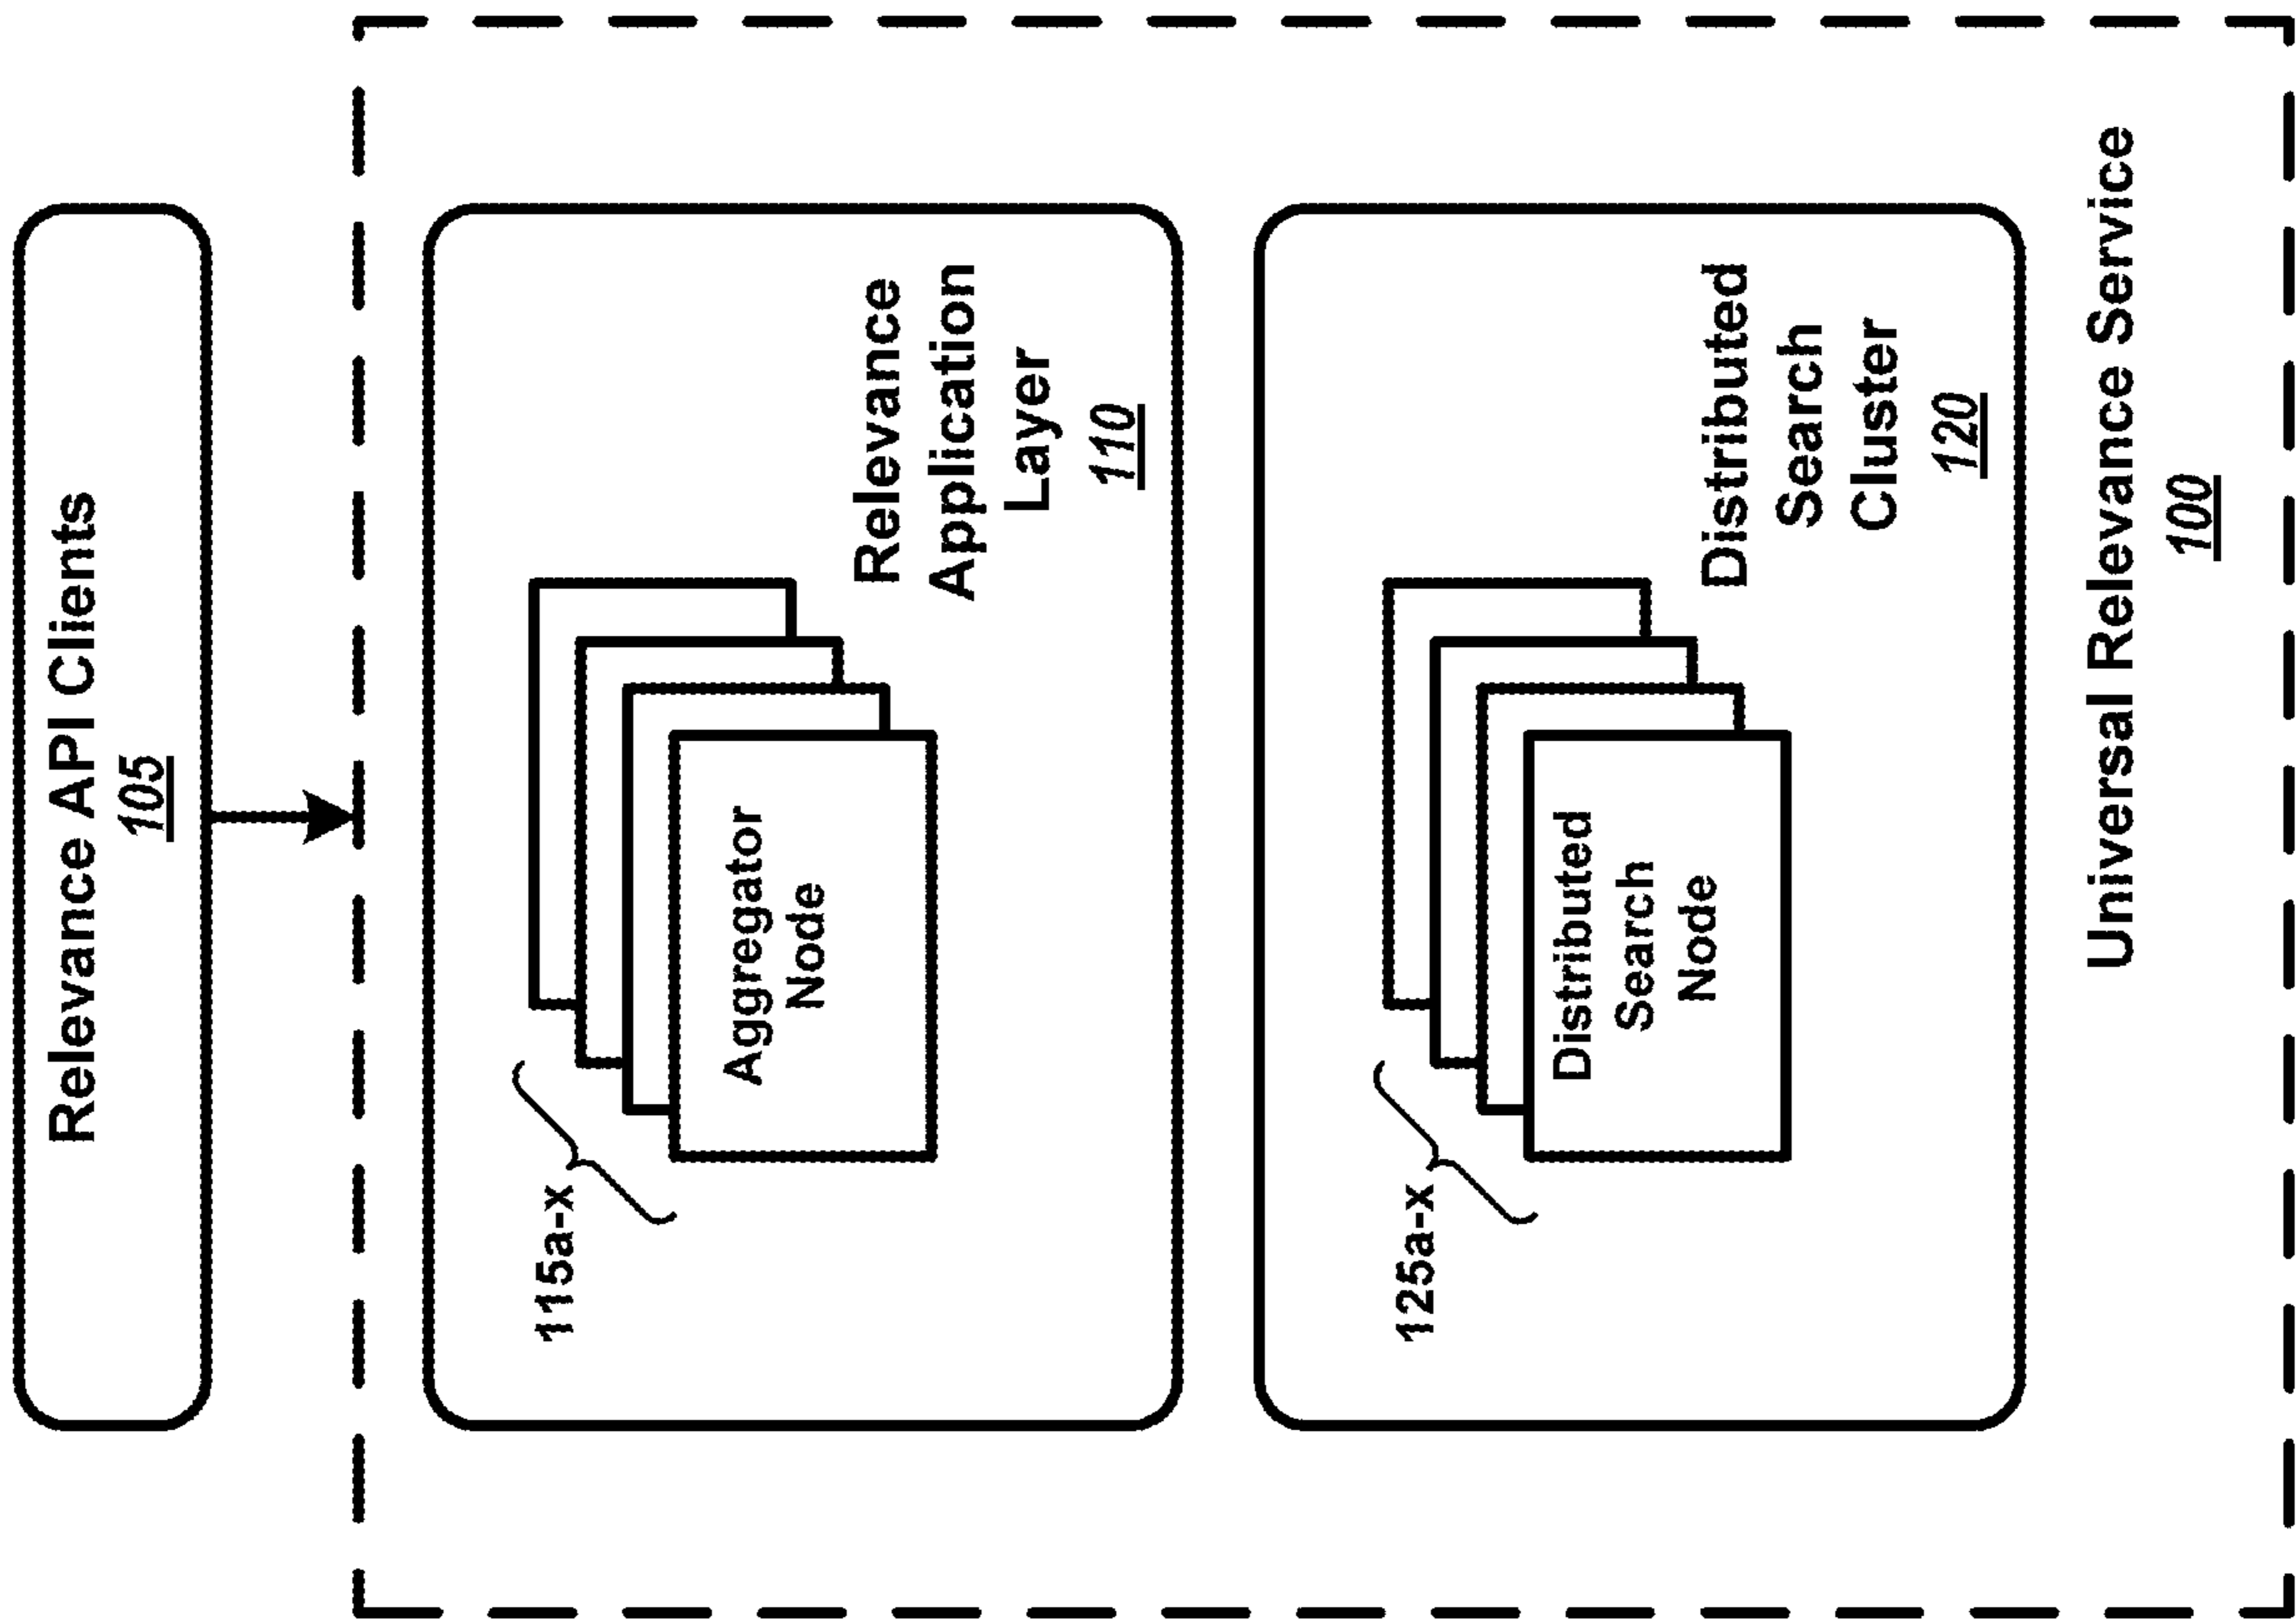 Relevance API Clients
105
115a-x
Aggregator
Node
Relevance
Application
Layer
110
125a-x
Distributed
Search
Node
Distributed
Search
Cluster
120
Universal Relevance Service
100